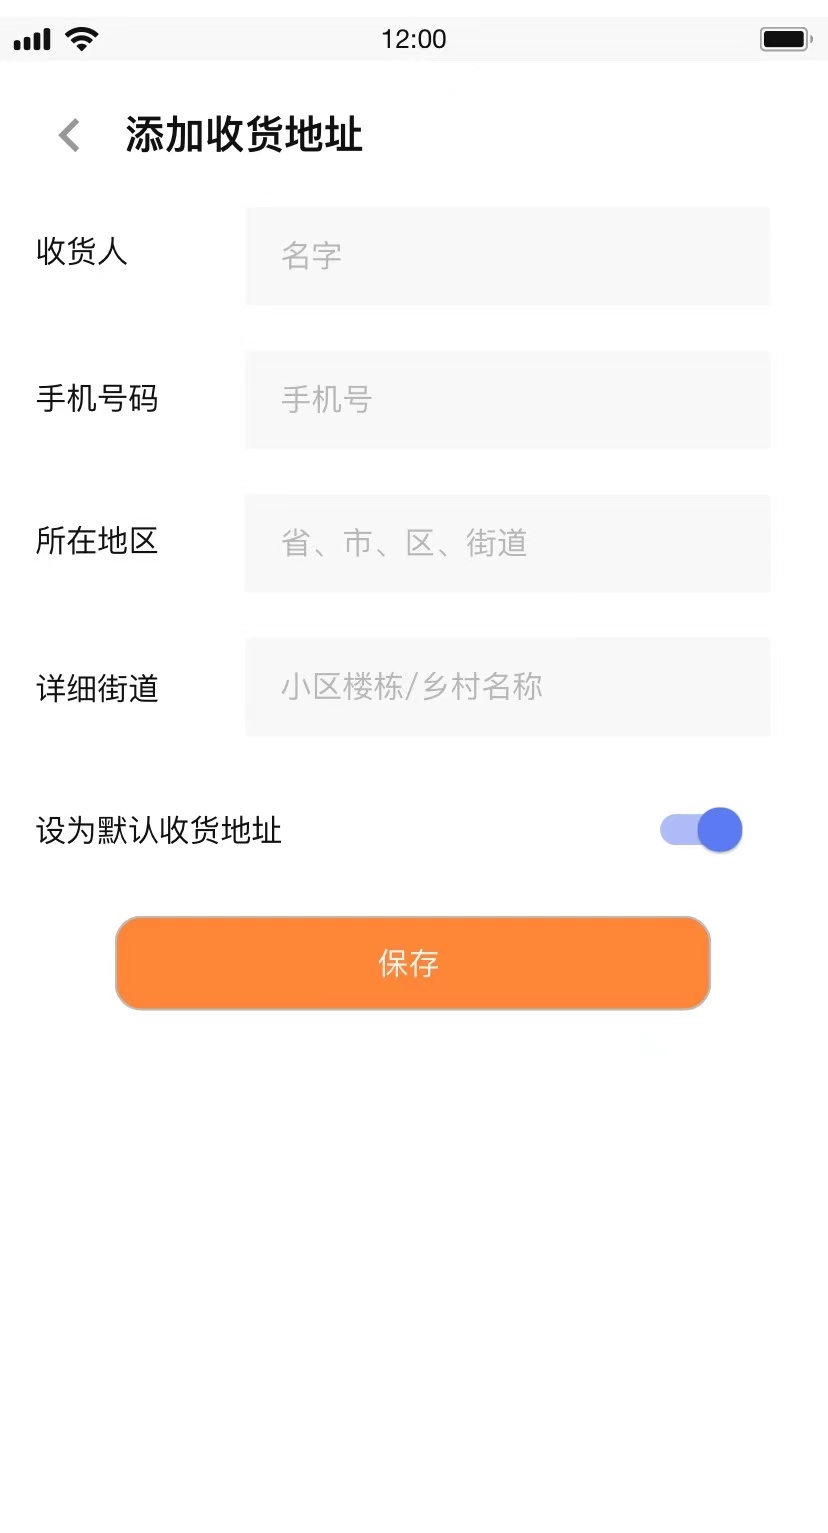 12:00
添加收货地址
收货人 名字
手机号码 手机号
所在地区 省、市、区、街道
详细街道 小区楼栋/乡村名称
设为默认收货地址
保存